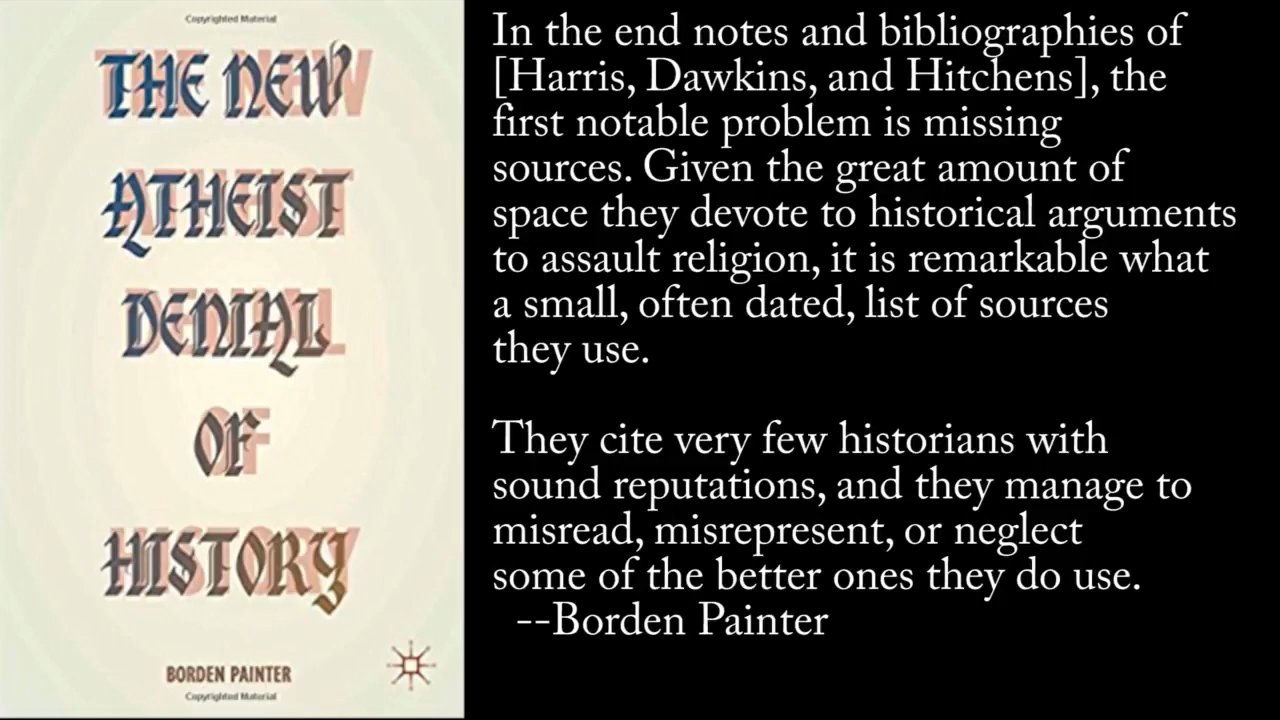 Copyrighted Material
THE NEW
ATHEIST
DENIAL
OF
HISTORY
BORDEN PAINTER
Copyrighted Material
In the end notes and bibliographies of
[Harris, Dawkins, and Hitchens], the
first notable problem is missing
sources. Given the great amount of
space they devote to historical arguments
to assault religion, it is remarkable what
a small, often dated, list of sources
they use.
They cite very few historians with
sound reputations, and they manage to
misread, misrepresent, or neglect
some of the better ones they do use.
--Borden Painter